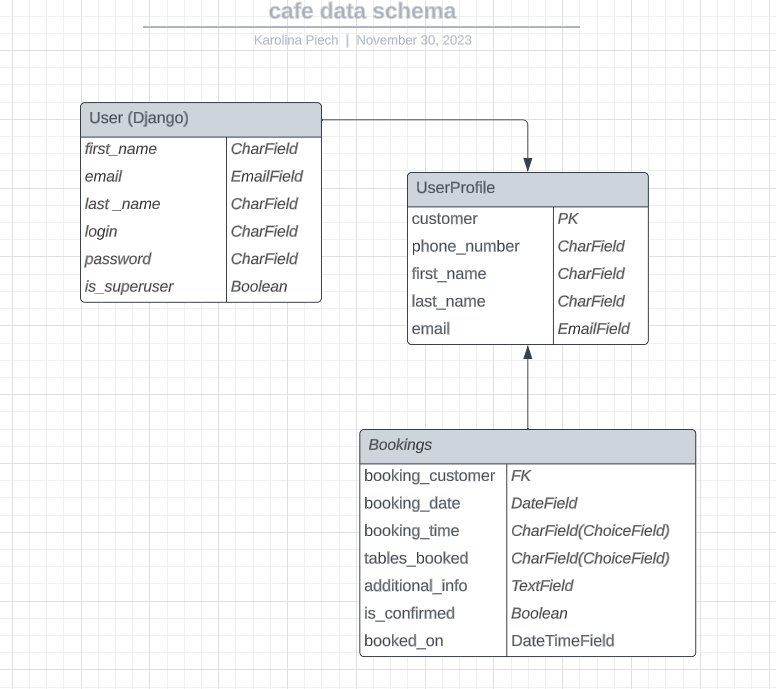 cafe data schema
Karolina Piech | November 30, 2023
User (Django)
first_name CharField
email EmailField
last _name CharField
login CharField
password CharField
is_superuser Boolean
UserProfile
customer PK
phone_number CharField
first_name CharField
last_name CharField
email EmailField
Bookings
booking_customer FK
booking_date DateField
booking_time CharField(ChoiceField)
tables_booked CharField(ChoiceField)
additional_info TextField
is_confirmed Boolean
booked_on DateTimeField